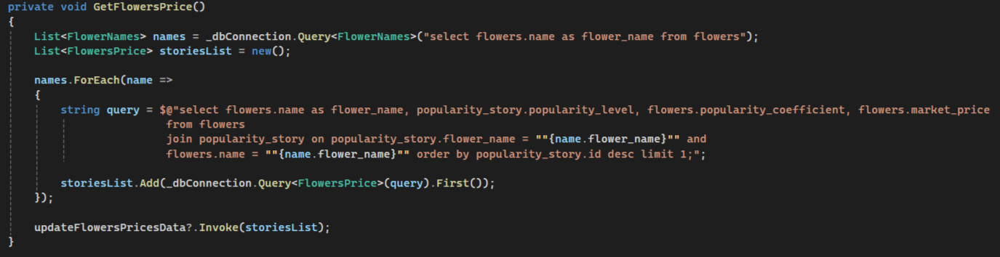 private void GetFlowersPrice()
{
    List<FlowerNames> names = _dbConnection.Query<FlowerNames>("select flowers.name as flower_name from flowers");
    List<FlowersPrice> storiesList = new();

    names.ForEach(name =>
    {
        string query = $@"select flowers.name as flower_name, popularity_story.popularity_level, flowers.popularity_coefficient, flowers.market_price
                        from flowers
                        join popularity_story on popularity_story.flower_name = ""{name.flower_name}"" and
                        flowers.name = ""{name.flower_name}"" order by popularity_story.id desc limit 1;";

        storiesList.Add(_dbConnection.Query<FlowersPrice>(query).First());
    });

    updateFlowersPricesData?.Invoke(storiesList);
}